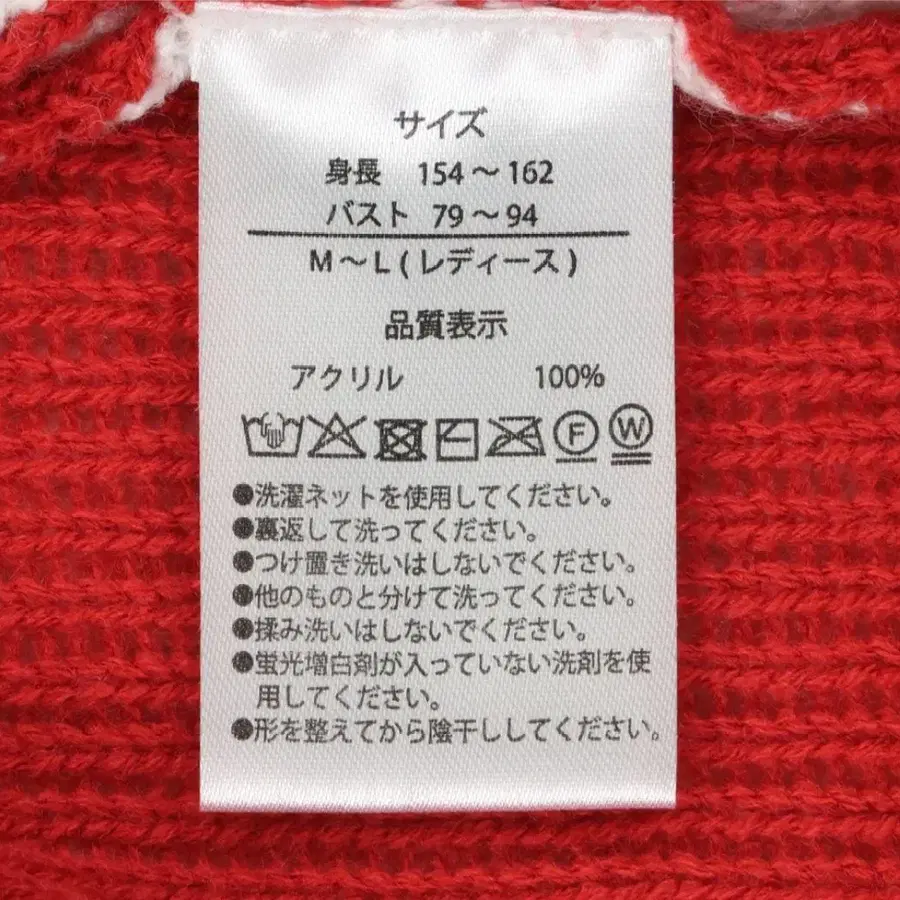 サイズ
身長 154～162
バスト 79～94
M～L(レディース)
品質表示
アクリル 100%
F W
●洗濯ネットを使用してください。
●裏返して洗ってください。
●つけ置き洗いはしないでください。
●他のものと分けて洗ってください。
●揉み洗いはしないでください。
●蛍光増白剤が入っていない洗剤を使
用してください。
●形を整えてから陰干ししてください。